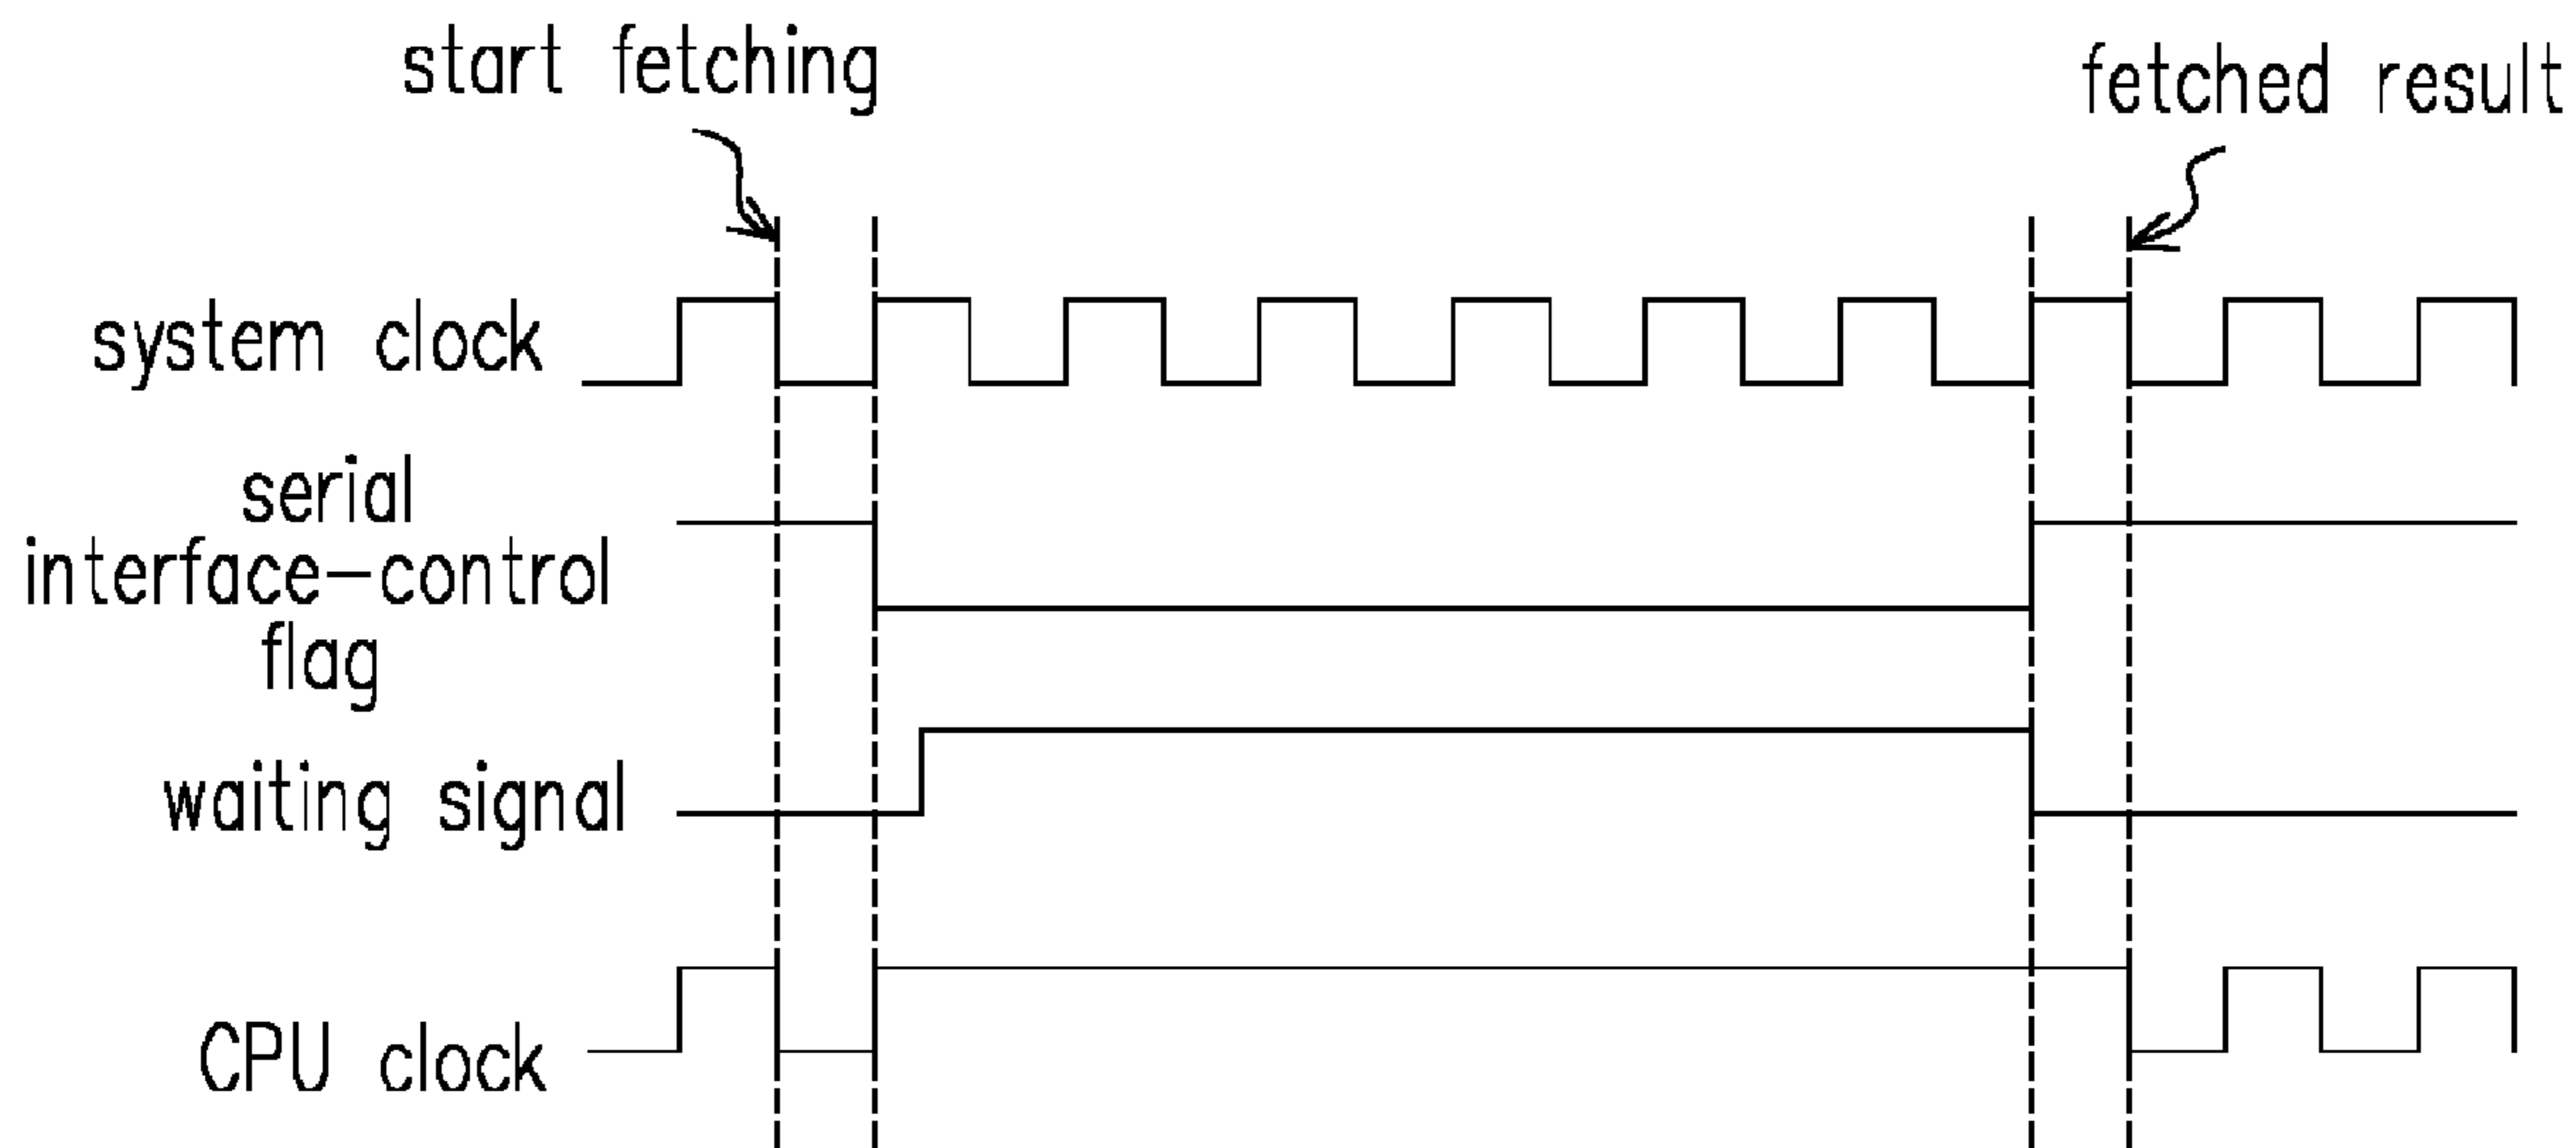 start fetching
fetched result
system clock
serial
interface-control
flag
waiting signal
CPU clock